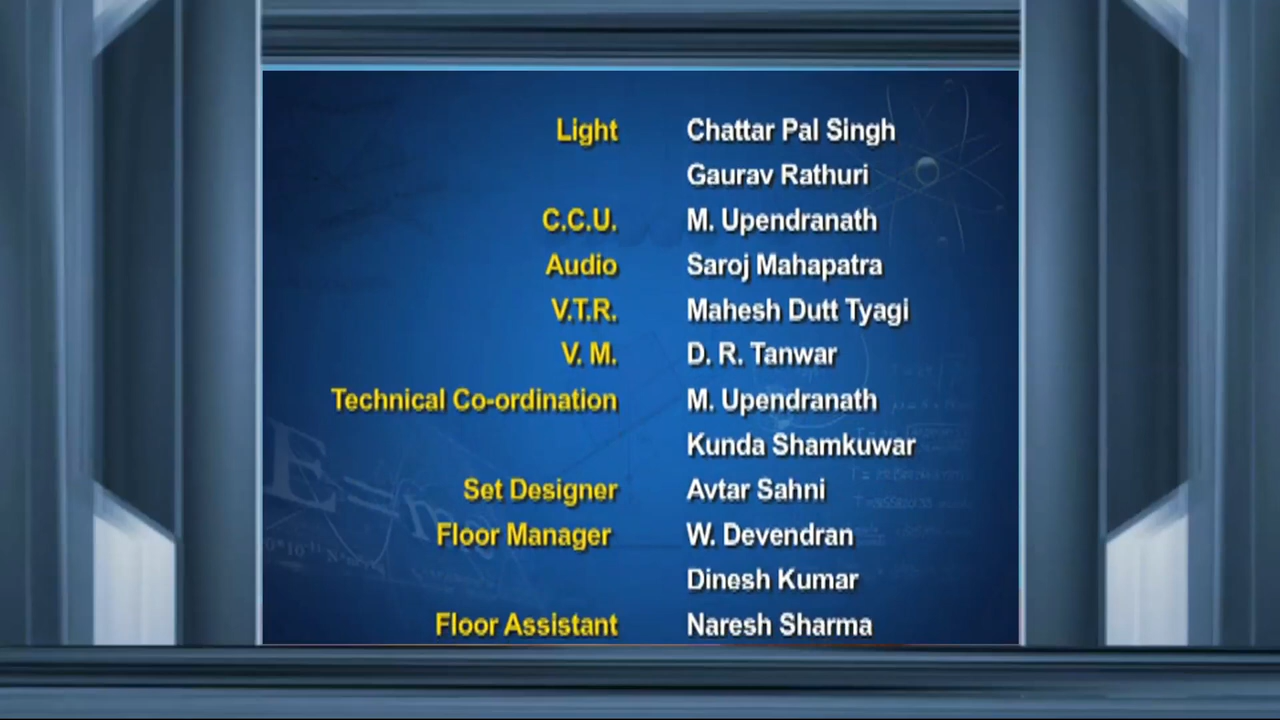 Light Chattar Pal Singh
Gaurav Rathuri
C.C.U. M. Upendranath
Audio Saroj Mahapatra
V.T.R. Mahesh Dutt Tyagi
V. M. D. R. Tanwar
Technical Co-ordination M. Upendranath
Kunda Shamkuwar
Set Designer Avtar Sahni
Floor Manager W. Devendran
Dinesh Kumar
Floor Assistant Naresh Sharma